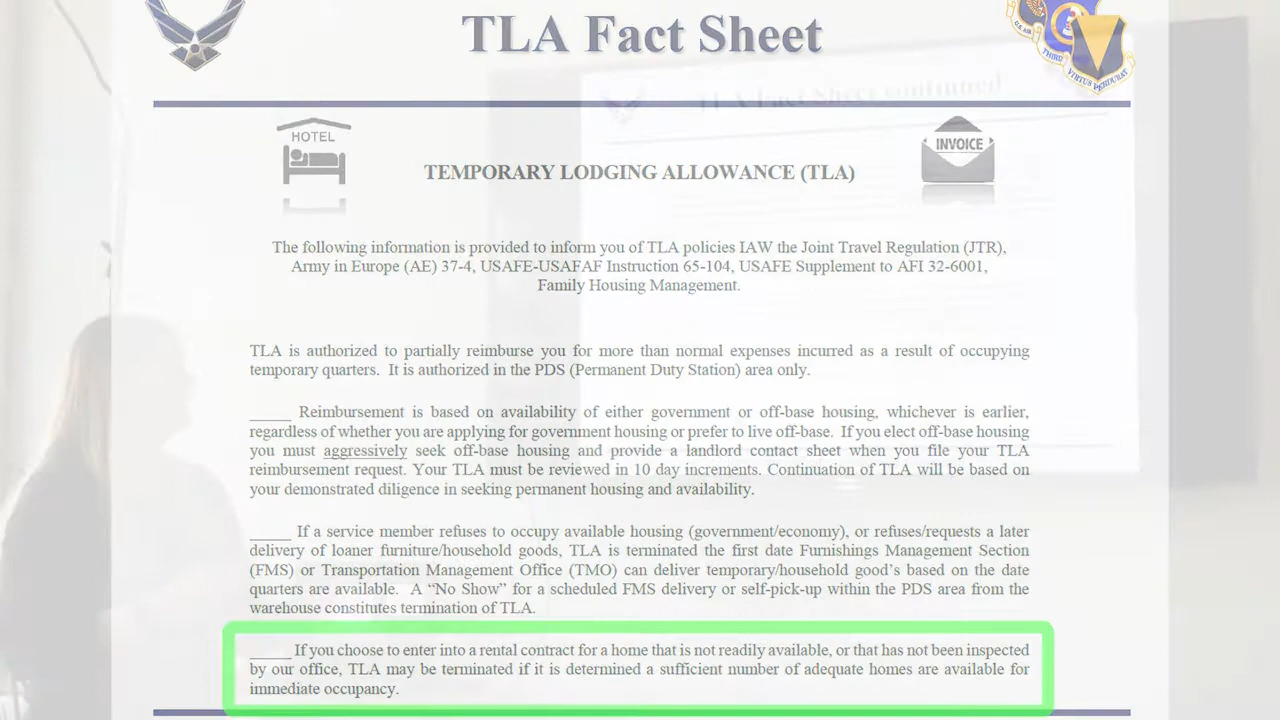 TLA Fact Sheet
U.S. AIR
THIRD
VIRTUS PERDURAT
TLA Fact Sheet continued
HOTEL
INVOICE
TEMPORARY LODGING ALLOWANCE (TLA)
The following information is provided to inform you of TLA policies IAW the Joint Travel Regulation (JTR),
Army in Europe (AE) 37-4, USAFE-USAFAF Instruction 65-104, USAFE Supplement to AFI 32-6001,
Family Housing Management.
TLA is authorized to partially reimburse you for more than normal expenses incurred as a result of occupying
temporary quarters. It is authorized in the PDS (Permanent Duty Station) area only.
_____ Reimbursement is based on availability of either government or off-base housing, whichever is earlier,
regardless of whether you are applying for government housing or prefer to live off-base. If you elect off-base housing
you must aggressively seek off-base housing and provide a landlord contact sheet when you file your TLA
reimbursement request. Your TLA must be reviewed in 10 day increments. Continuation of TLA will be based on
your demonstrated diligence in seeking permanent housing and availability.
_____ If a service member refuses to occupy available housing (government/economy), or refuses/requests a later
delivery of loaner furniture/household goods, TLA is terminated the first date Furnishings Management Section
(FMS) or Transportation Management Office (TMO) can deliver temporary/household good's based on the date
quarters are available. A “No Show” for a scheduled FMS delivery or self-pick-up within the PDS area from the
warehouse constitutes termination of TLA.
_____ If you choose to enter into a rental contract for a home that is not readily available, or that has not been inspected
by our office, TLA may be terminated if it is determined a sufficient number of adequate homes are available for
immediate occupancy.